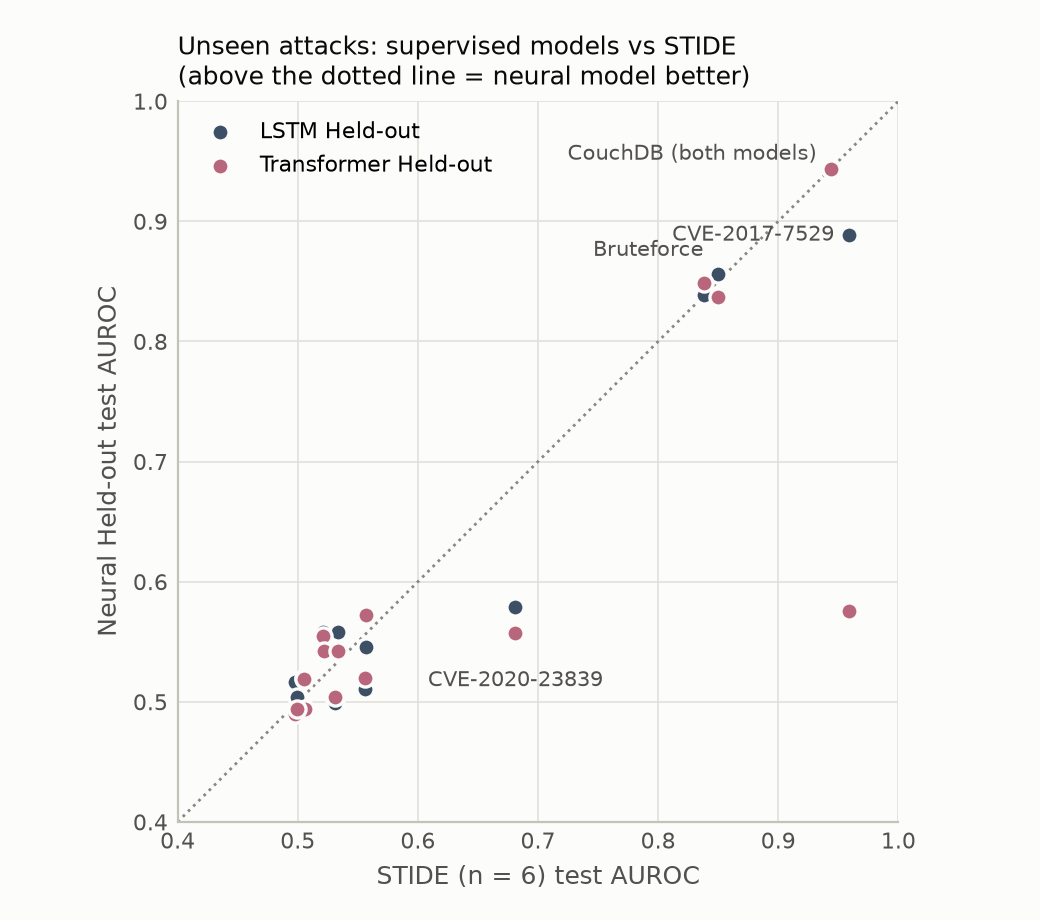 Unseen attacks: supervised models vs STIDE
(above the dotted line = neural model better)
1.0
LSTM Held-out
Transformer Held-out
CouchDB (both models)
0.9
CVE-2017-7529
Bruteforce
Neural Held-out test AUROC
0.8
0.7
0.6
CVE-2020-23839
0.5
0.4
0.4 0.5 0.6 0.7 0.8 0.9 1.0
STIDE (n = 6) test AUROC